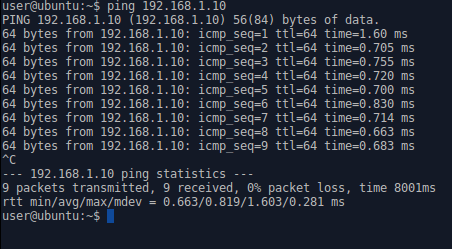 user@ubuntu:~$ ping 192.168.1.10
PING 192.168.1.10 (192.168.1.10) 56(84) bytes of data.
64 bytes from 192.168.1.10: icmp_seq=1 ttl=64 time=1.60 ms
64 bytes from 192.168.1.10: icmp_seq=2 ttl=64 time=0.705 ms
64 bytes from 192.168.1.10: icmp_seq=3 ttl=64 time=0.755 ms
64 bytes from 192.168.1.10: icmp_seq=4 ttl=64 time=0.720 ms
64 bytes from 192.168.1.10: icmp_seq=5 ttl=64 time=0.700 ms
64 bytes from 192.168.1.10: icmp_seq=6 ttl=64 time=0.830 ms
64 bytes from 192.168.1.10: icmp_seq=7 ttl=64 time=0.714 ms
64 bytes from 192.168.1.10: icmp_seq=8 ttl=64 time=0.663 ms
64 bytes from 192.168.1.10: icmp_seq=9 ttl=64 time=0.683 ms
^C
--- 192.168.1.10 ping statistics ---
9 packets transmitted, 9 received, 0% packet loss, time 8001ms
rtt min/avg/max/mdev = 0.663/0.819/1.603/0.281 ms
user@ubuntu:~$